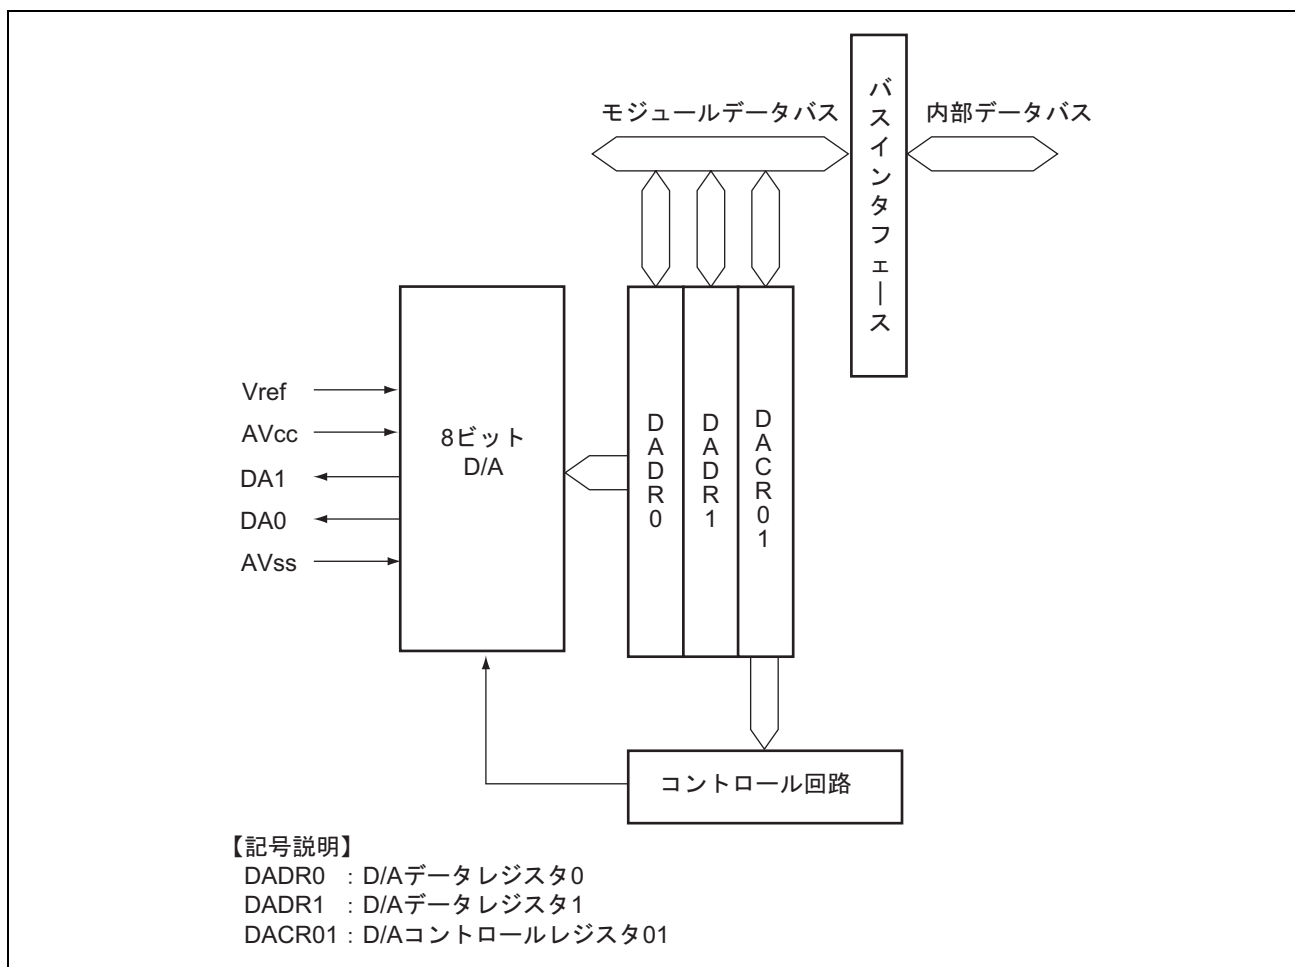 モジュールデータバス
バスインタフェース
内部データバス
Vref
AVcc
DA1
DA0
AVss
8ビット
D/A
DADR0
DADR1
DACR01
コントロール回路
【記号説明】
DADR0 : D/Aデータレジスタ0
DADR1 : D/Aデータレジスタ1
DACR01 : D/Aコントロールレジスタ01